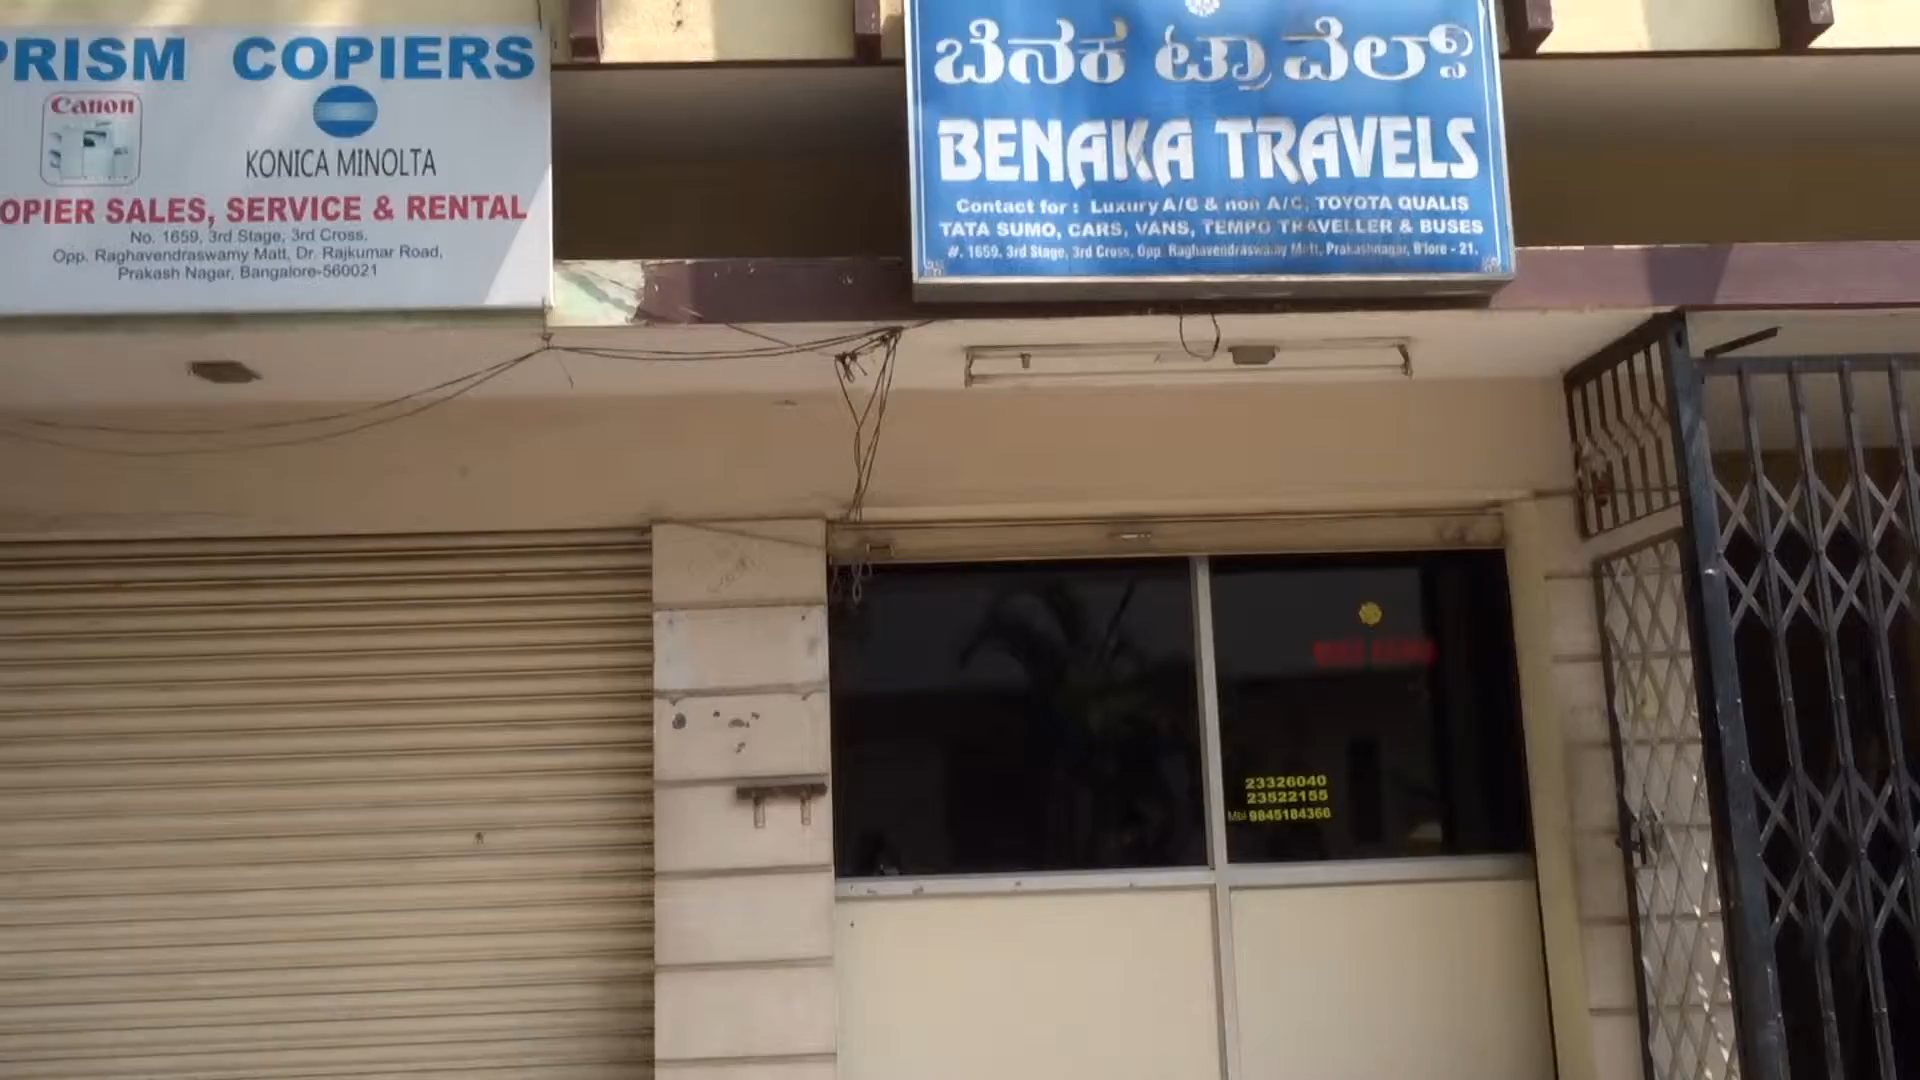 PRISM COPIERS
Canon
KONICA MINOLTA
OPIER SALES, SERVICE & RENTAL
No. 1659, 3rd Stage, 3rd Cross,
Opp. Raghavendraswamy Matt, Dr. Rajkumar Road,
Prakash Nagar, Bangalore-560021
ಬೆನಕ ಟ್ರಾವೆಲ್ಸ್
BENAKA TRAVELS
Contact for : Luxury A/C & non A/C, TOYOTA QUALIS
TATA SUMO, CARS, VANS, TEMPO TRAVELLER & BUSES
#. 1659, 3rd Stage, 3rd Cross, Opp. Raghavendraswamy Mett, Prakashnagar, B'lore - 21.
23326040
23522155
Mbl 9845184366